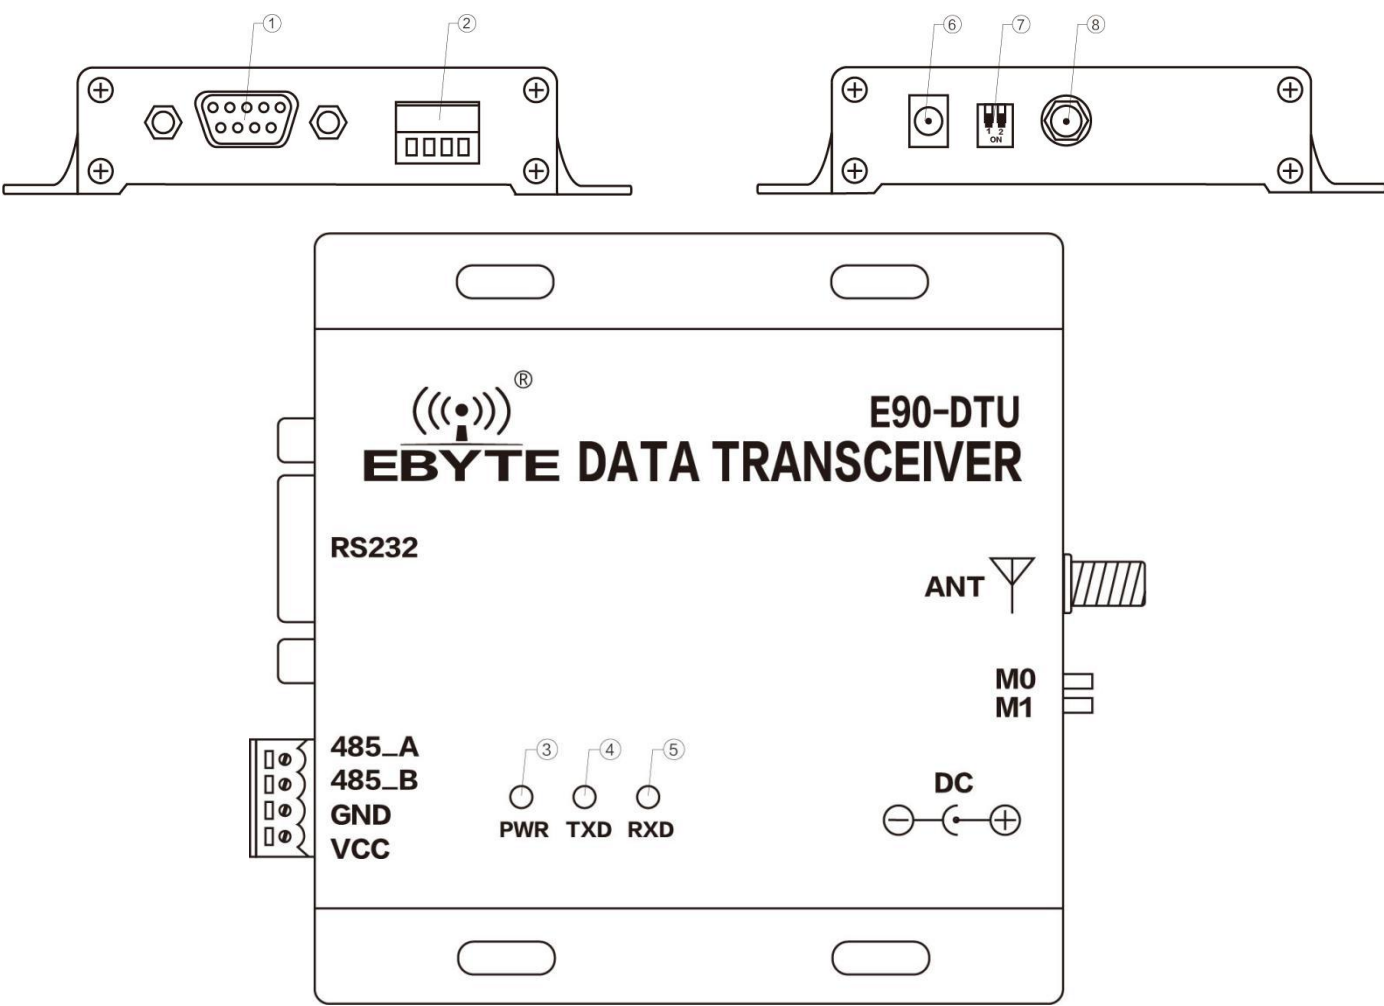 ① ②
⑥ ⑦ ⑧
1 2
ON
®
EBYTE
E90-DTU
DATA TRANSCEIVER
RS232
ANT
M0
M1
485_A
485_B
GND
VCC
③ ④ ⑤
PWR TXD RXD
DC